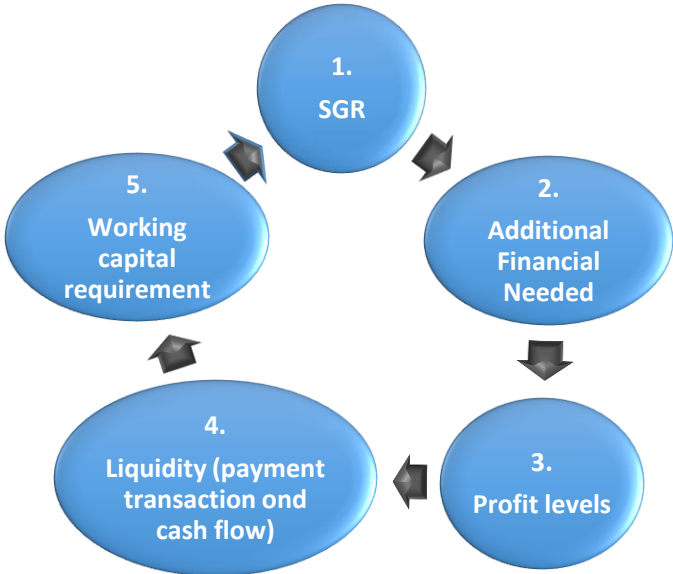 1.
SGR
2.
Additional
Financial
Needed
3.
Profit levels
4.
Liquidity (payment
transaction ond
cash flow)
5.
Working
capital
requirement